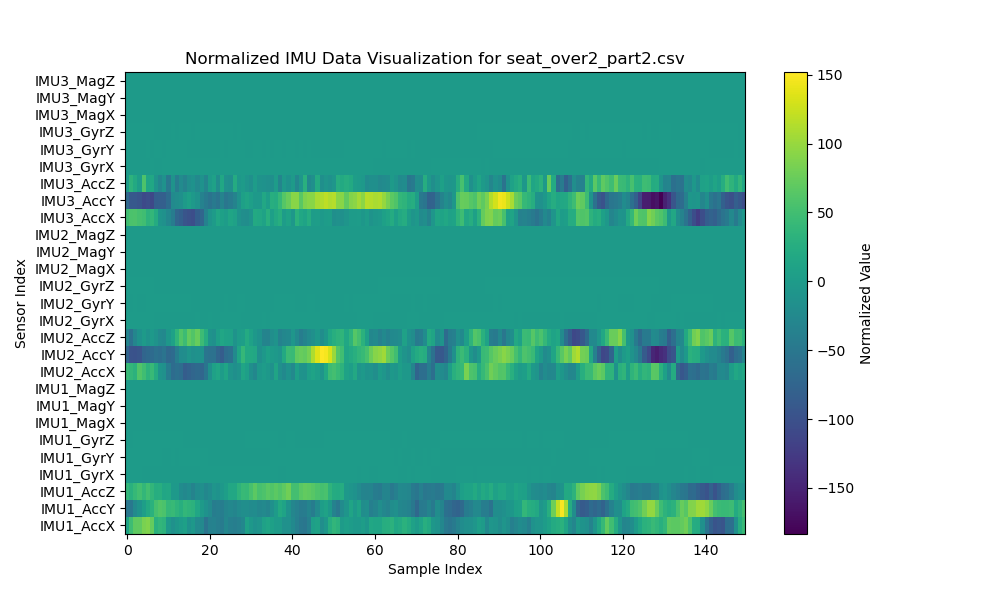 Normalized IMU Data Visualization for seat_over2_part2.csv
IMU3_MagZ
IMU3_MagY
IMU3_MagX
IMU3_GyrZ
IMU3_GyrY
IMU3_GyrX
IMU3_AccZ
IMU3_AccY
IMU3_AccX
IMU2_MagZ
IMU2_MagY
IMU2_MagX
IMU2_GyrZ
IMU2_GyrY
IMU2_GyrX
IMU2_AccZ
IMU2_AccY
IMU2_AccX
IMU1_MagZ
IMU1_MagY
IMU1_MagX
IMU1_GyrZ
IMU1_GyrY
IMU1_GyrX
IMU1_AccZ
IMU1_AccY
IMU1_AccX
Sensor Index
0 20 40 60 80 100 120 140
Sample Index
150
100
50
0
−50
−100
−150
Normalized Value